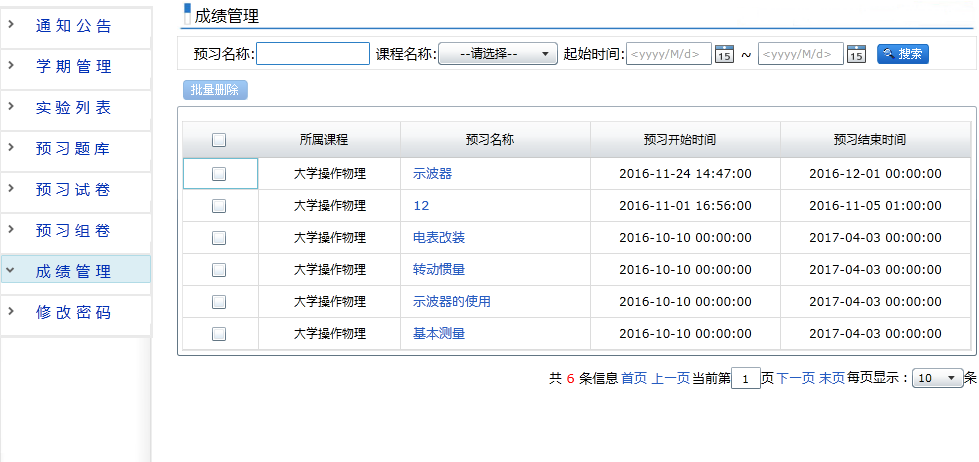 通知公告
学期管理
实验列表
预习题库
预习试卷
预习组卷
成绩管理
修改密码
成绩管理
预习名称: 课程名称: --请选择-- 起始时间: <yyyy/M/d> 15 ~ <yyyy/M/d> 15 搜索
批量删除
所属课程 预习名称 预习开始时间 预习结束时间
大学操作物理 示波器 2016-11-24 14:47:00 2016-12-01 00:00:00
大学操作物理 12 2016-11-01 16:56:00 2016-11-05 01:00:00
大学操作物理 电表改装 2016-10-10 00:00:00 2017-04-03 00:00:00
大学操作物理 转动惯量 2016-10-10 00:00:00 2017-04-03 00:00:00
大学操作物理 示波器的使用 2016-10-10 00:00:00 2017-04-03 00:00:00
大学操作物理 基本测量 2016-10-10 00:00:00 2017-04-03 00:00:00
共 6 条信息 首页 上一页 当前第 1 页 下一页 末页 每页显示: 10 条